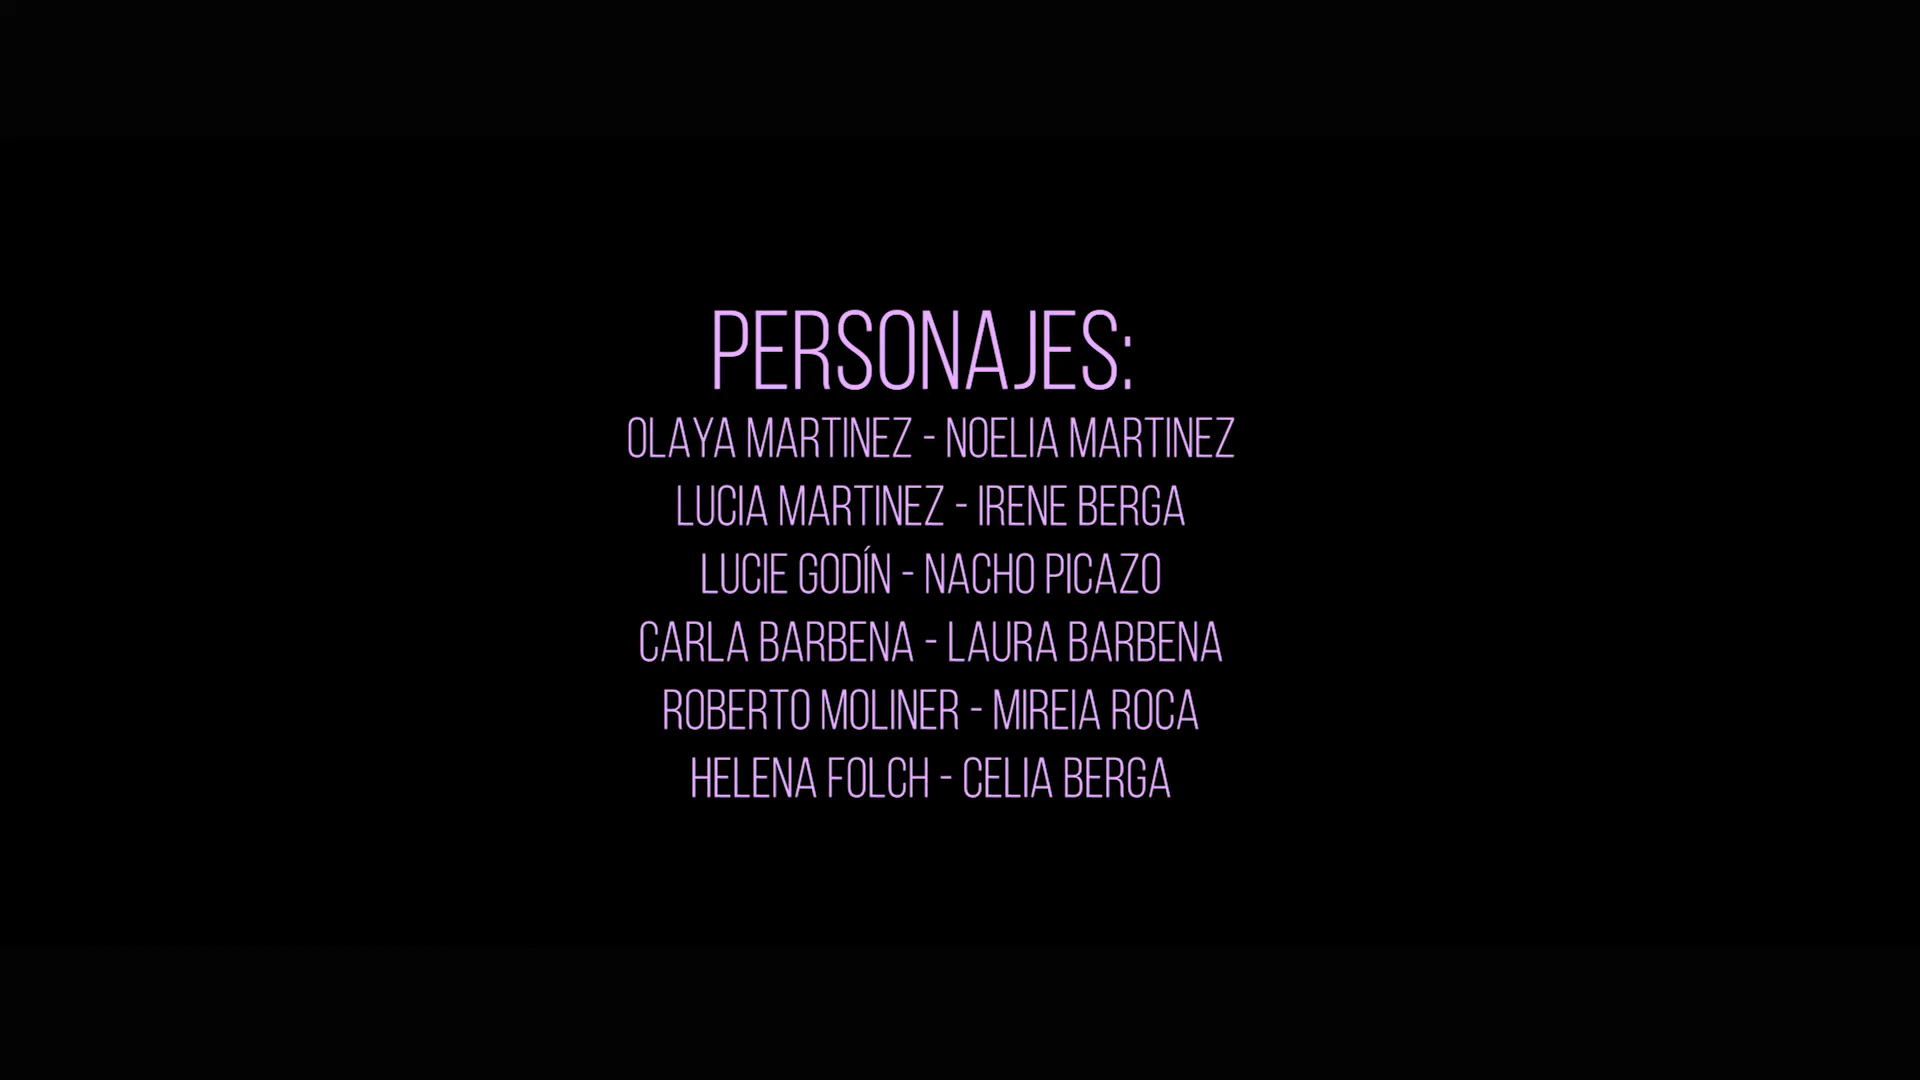 PERSONAJES:
OLAYA MARTINEZ - NOELIA MARTINEZ
LUCIA MARTINEZ - IRENE BERGA
LUCIE GODÍN - NACHO PICAZO
CARLA BARBENA - LAURA BARBENA
ROBERTO MOLINER - MIREIA ROCA
HELENA FOLCH - CELIA BERGA